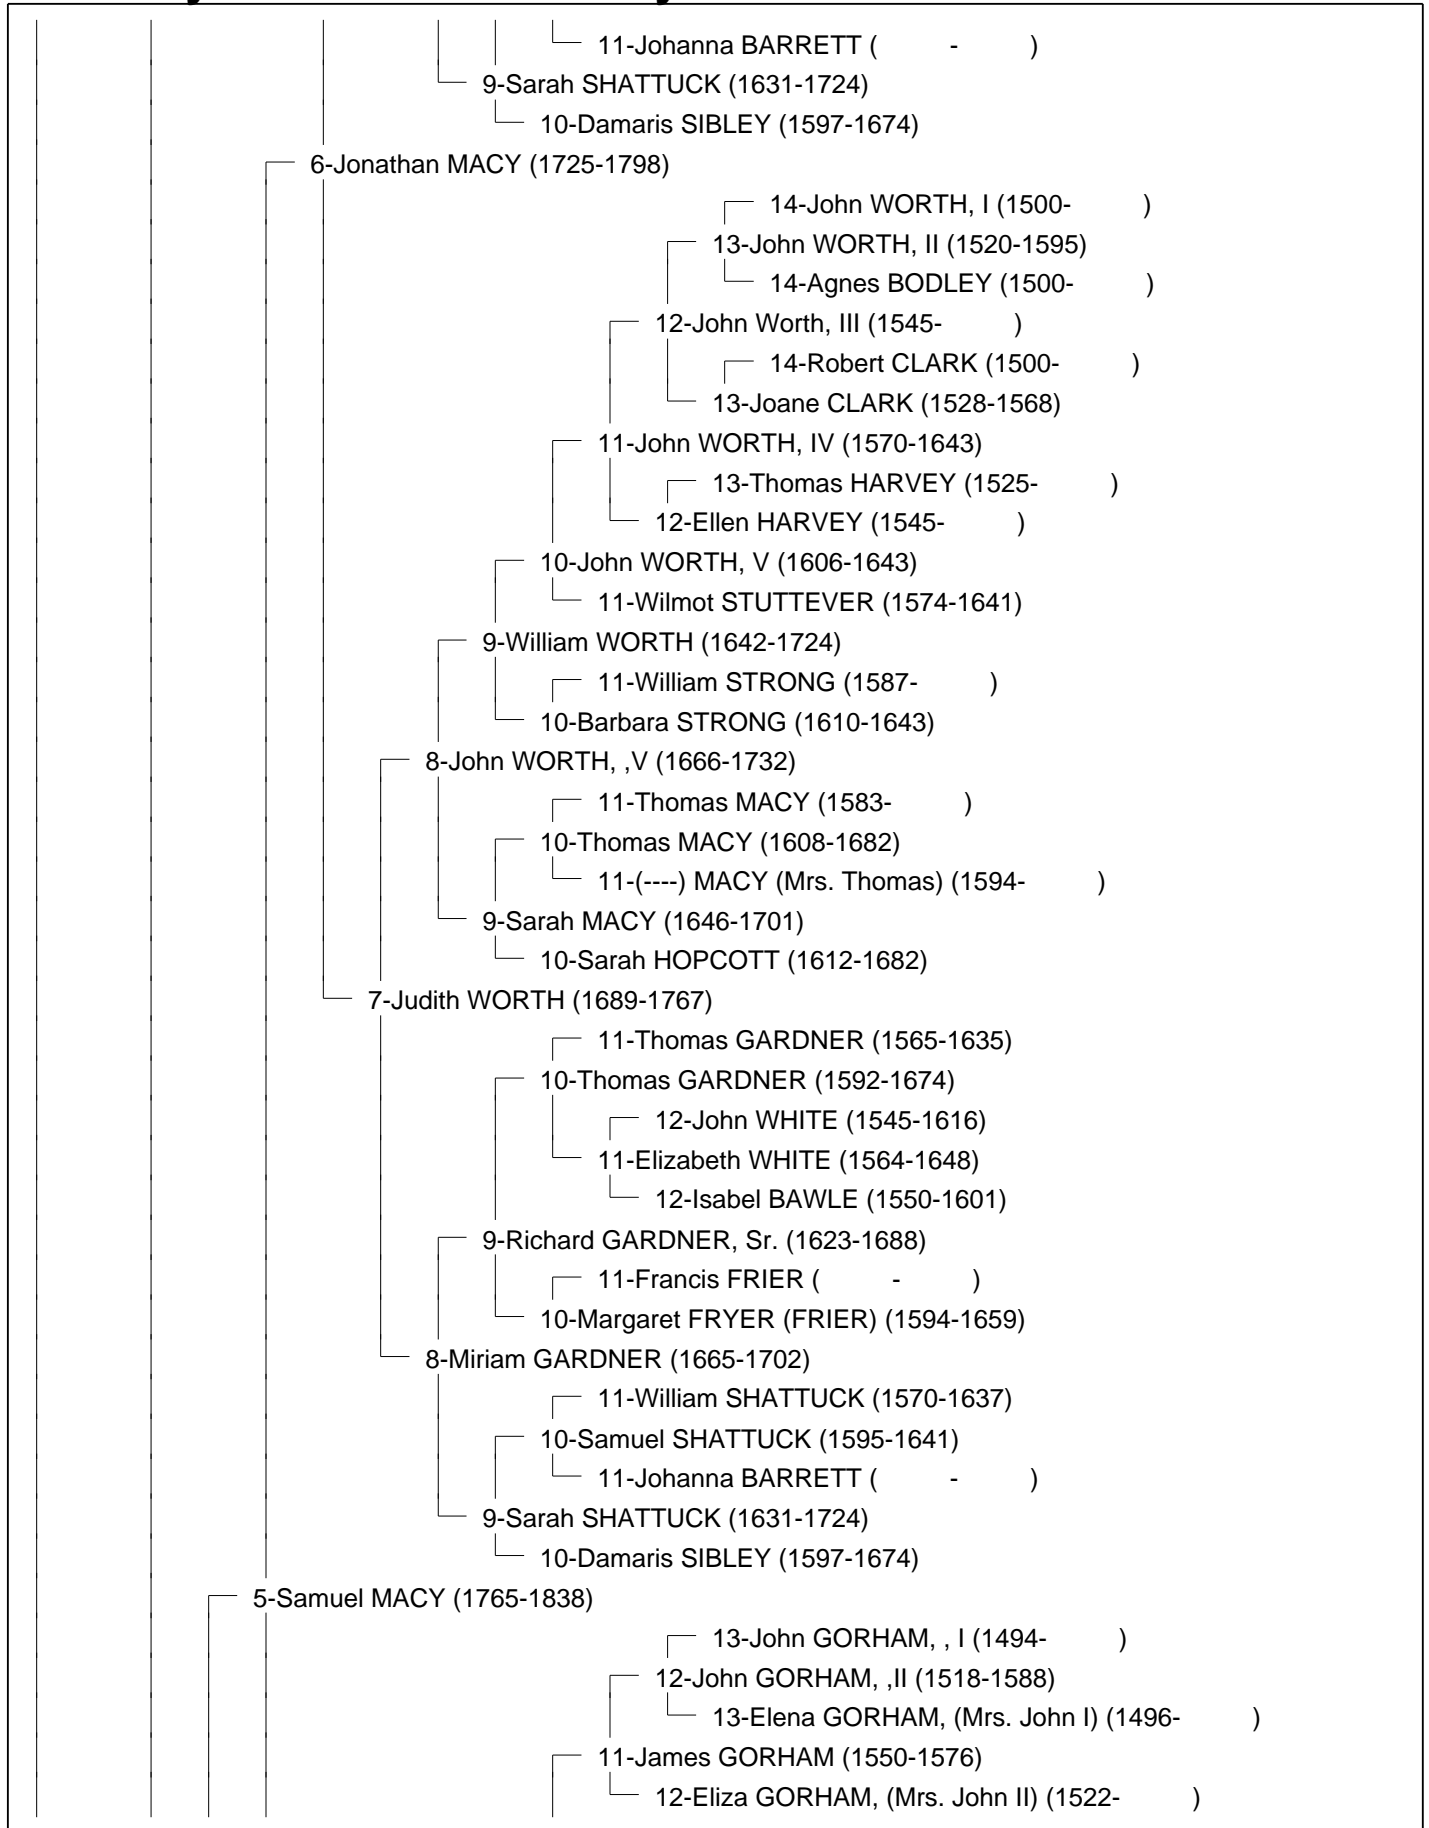 11-Johanna BARRETT ( - )
9-Sarah SHATTUCK (1631-1724)
10-Damaris SIBLEY (1597-1674)
6-Jonathan MACY (1725-1798)
14-John WORTH, I (1500- )
13-John WORTH, II (1520-1595)
14-Agnes BODLEY (1500- )
12-John Worth, III (1545- )
14-Robert CLARK (1500- )
13-Joane CLARK (1528-1568)
11-John WORTH, IV (1570-1643)
13-Thomas HARVEY (1525- )
12-Ellen HARVEY (1545- )
10-John WORTH, V (1606-1643)
11-Wilmot STUTTEVER (1574-1641)
9-William WORTH (1642-1724)
11-William STRONG (1587- )
10-Barbara STRONG (1610-1643)
8-John WORTH, ,V (1666-1732)
11-Thomas MACY (1583- )
10-Thomas MACY (1608-1682)
11-(----) MACY (Mrs. Thomas) (1594- )
9-Sarah MACY (1646-1701)
10-Sarah HOPCOTT (1612-1682)
7-Judith WORTH (1689-1767)
11-Thomas GARDNER (1565-1635)
10-Thomas GARDNER (1592-1674)
12-John WHITE (1545-1616)
11-Elizabeth WHITE (1564-1648)
12-Isabel BAWLE (1550-1601)
9-Richard GARDNER, Sr. (1623-1688)
11-Francis FRIER ( - )
10-Margaret FRYER (FRIER) (1594-1659)
8-Miriam GARDNER (1665-1702)
11-William SHATTUCK (1570-1637)
10-Samuel SHATTUCK (1595-1641)
11-Johanna BARRETT ( - )
9-Sarah SHATTUCK (1631-1724)
10-Damaris SIBLEY (1597-1674)
5-Samuel MACY (1765-1838)
13-John GORHAM, , I (1494- )
12-John GORHAM, ,II (1518-1588)
13-Elena GORHAM, (Mrs. John I) (1496- )
11-James GORHAM (1550-1576)
12-Eliza GORHAM, (Mrs. John II) (1522- )